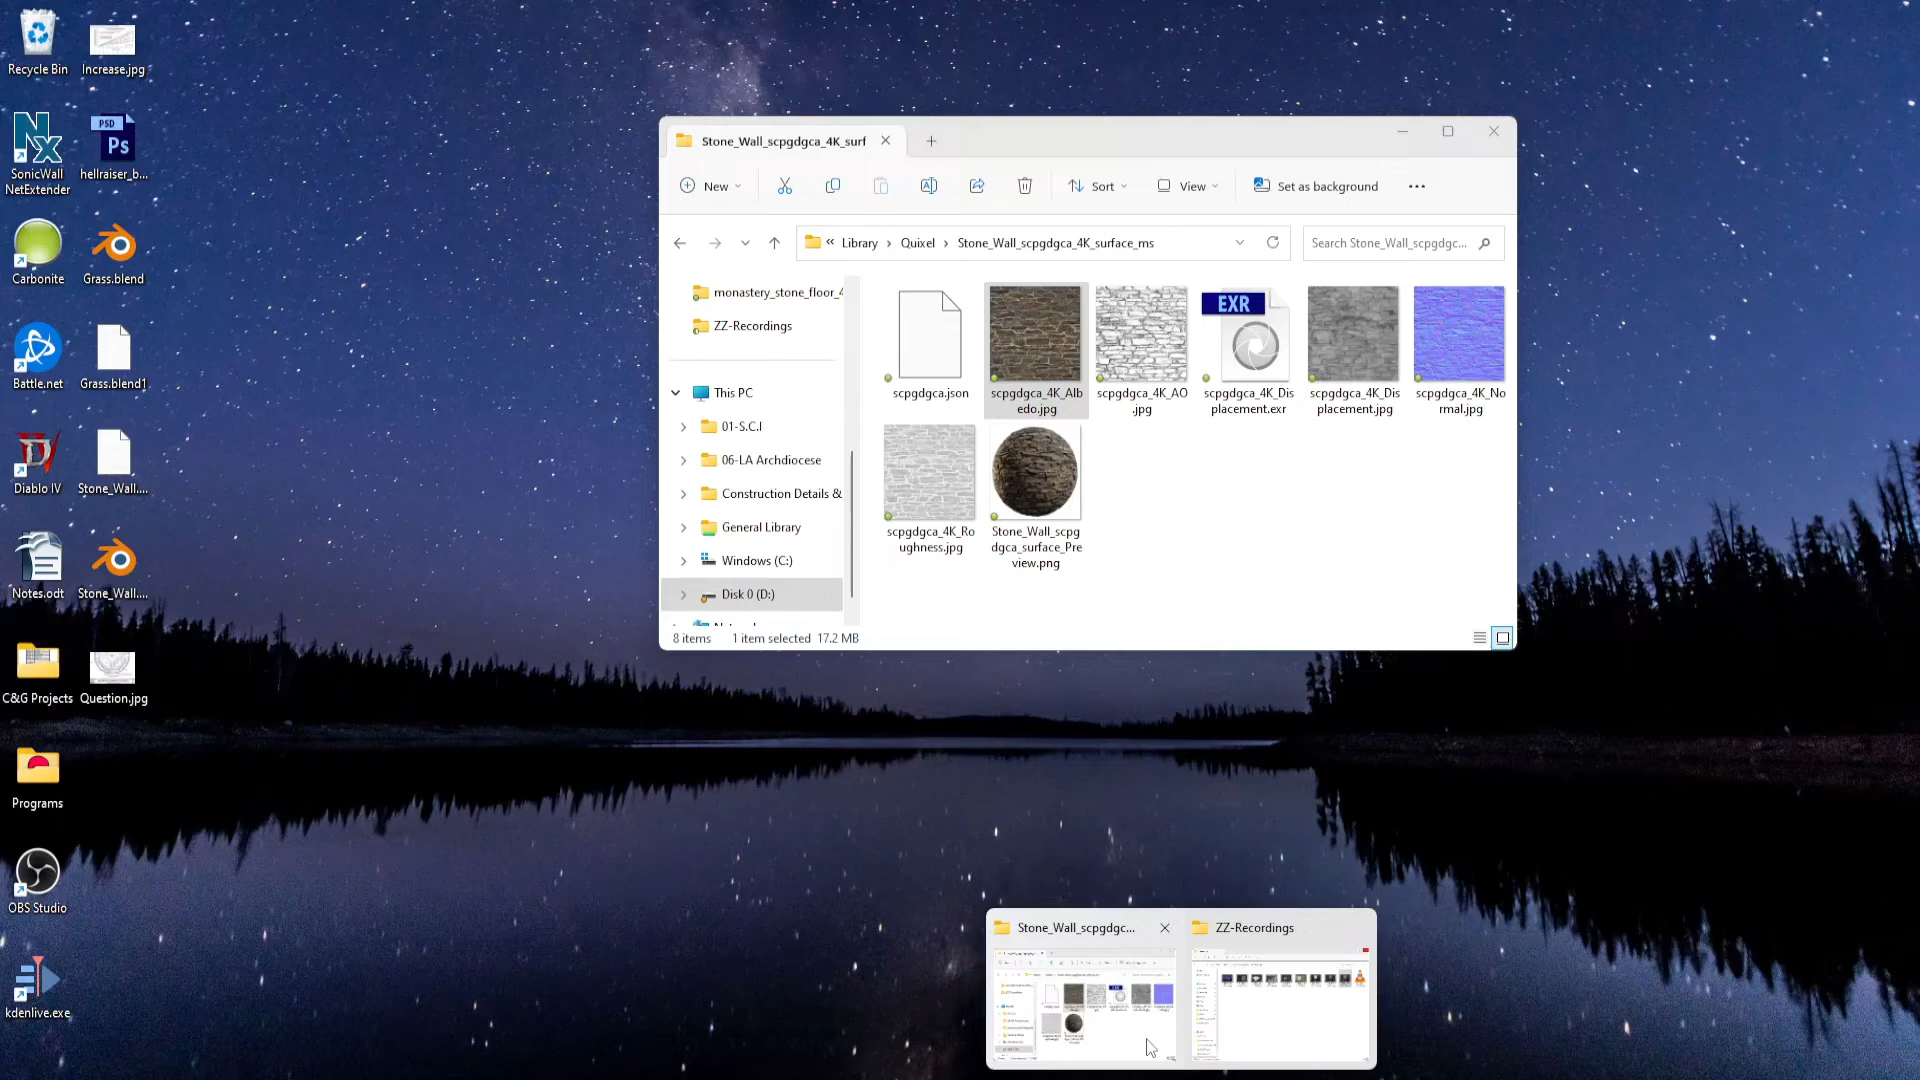 Recycle Bin
Increase.jpg
SonicWall
NetExtender
PSD
Ps
hellraiser_b...
Carbonite
Grass.blend
Battle.net
Grass.blend1
Diablo IV
Stone_Wall....
Notes.odt
Stone_Wall....
C&G Projects
Question.jpg
Programs
OBS Studio
kdenlive.exe
Stone_Wall_scpgdgca_4K_surf
New
Sort
View
Set as background
Library
Quixel
Stone_Wall_scpgdgca_4K_surface_ms
Search Stone_Wall_scpgdgc...
monastery_stone_floor_4
ZZ-Recordings
This PC
01-S.C.I
06-LA Archdiocese
Construction Details &
General Library
Windows (C:)
Disk 0 (D:)
scpgdgca.json
scpgdgca_4K_Alb
edo.jpg
scpgdgca_4K_AO
.jpg
EXR
scpgdgca_4K_Dis
placement.exr
scpgdgca_4K_Dis
placement.jpg
scpgdgca_4K_No
rmal.jpg
scpgdgca_4K_Ro
ughness.jpg
Stone_Wall_scpg
dgca_surface_Pre
view.png
8 items
1 item selected 17.2 MB
Stone_Wall_scpgdgc...
ZZ-Recordings